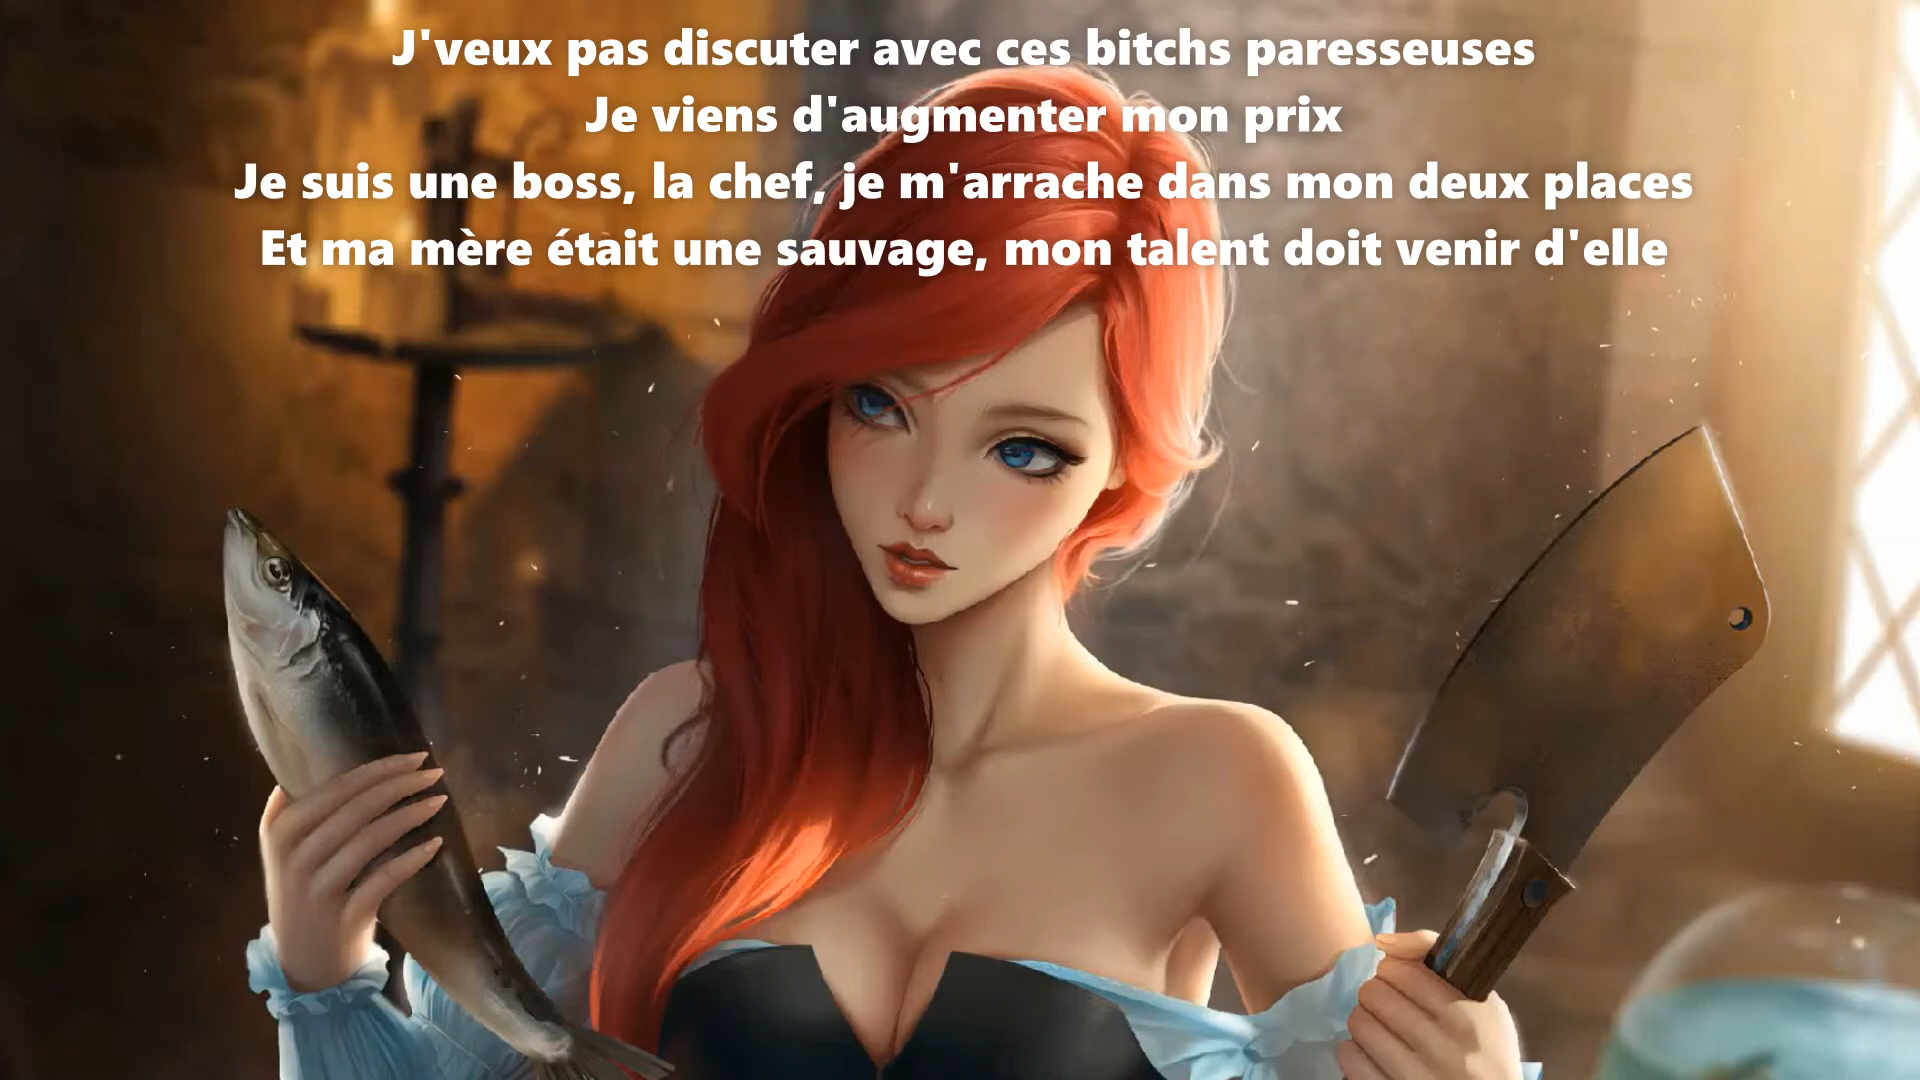 J'veux pas discuter avec ces bitchs paresseuses
Je viens d'augmenter mon prix
Je suis une boss, la chef, je m'arrache dans mon deux places
Et ma mère était une sauvage, mon talent doit venir d'elle